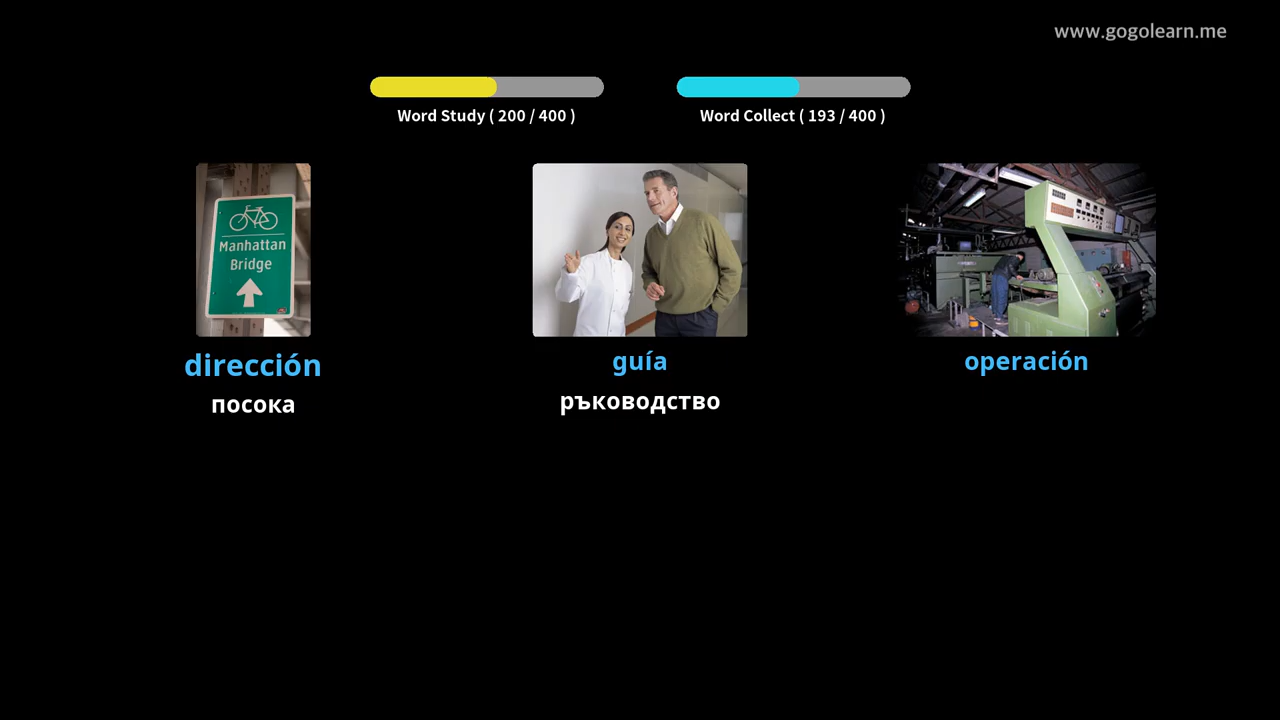 www.gogolearn.me
Word Study ( 200 / 400 )
Word Collect ( 193 / 400 )
Manhattan
Bridge
dirección
посока
guía
ръководство
operación